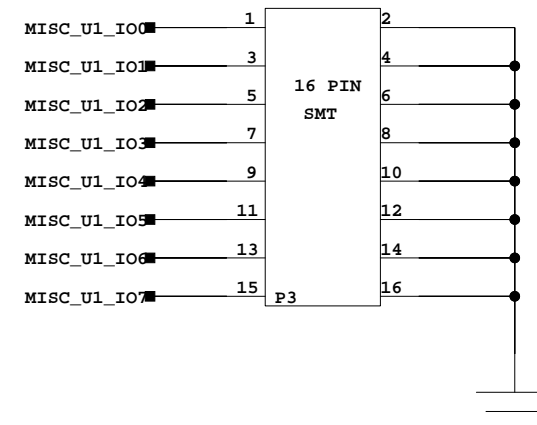 MISC_U1_IO0 1 2
MISC_U1_IO1 3 4
16 PIN
MISC_U1_IO2 5 6
SMT
MISC_U1_IO3 7 8
MISC_U1_IO4 9 10
MISC_U1_IO5 11 12
MISC_U1_IO6 13 14
MISC_U1_IO7 15 16
P3